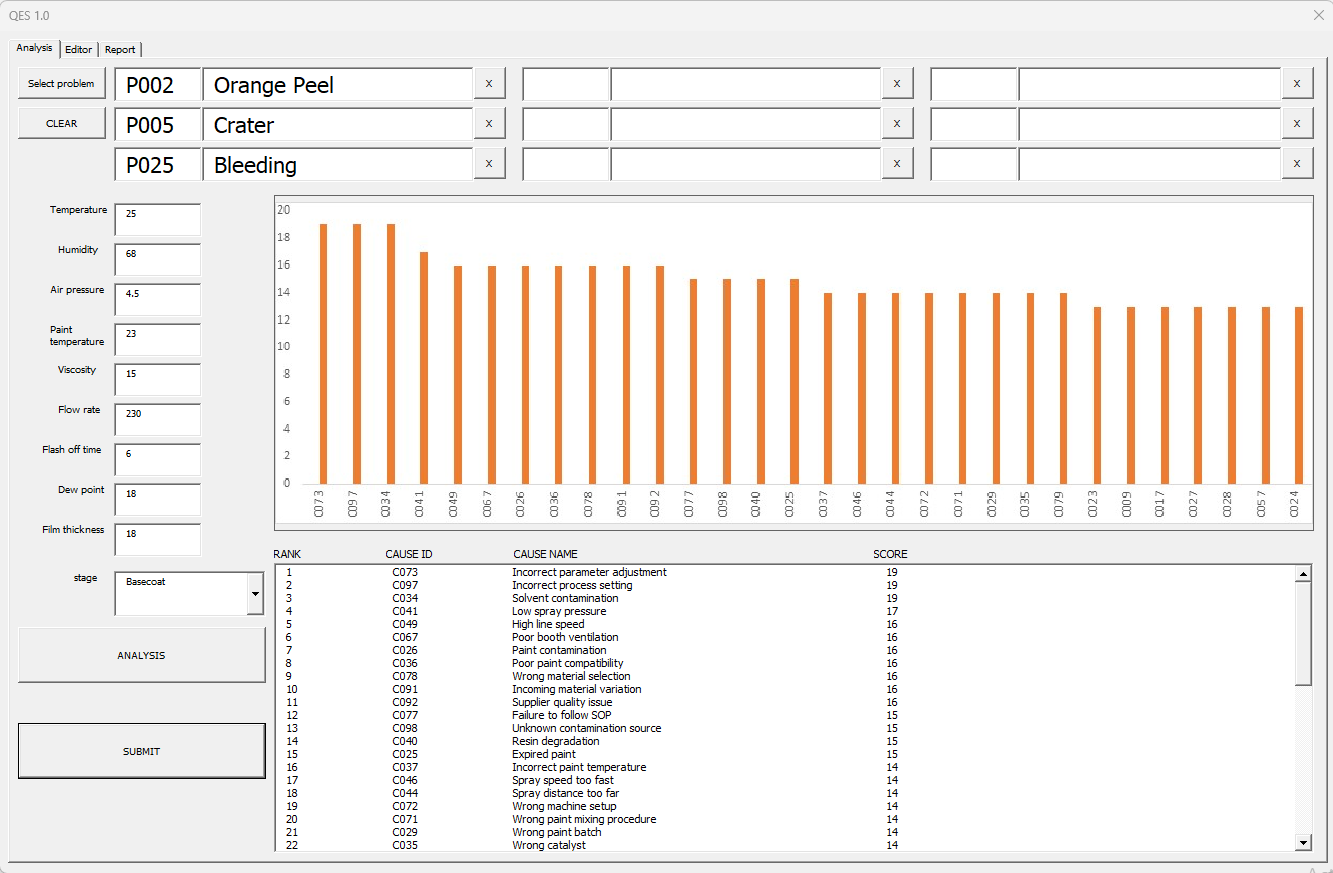 QES 1.0
Analysis Editor Report
Select problem P002 Orange Peel x x x
CLEAR P005 Crater x x x
P025 Bleeding x x x
Temperature 25
Humidity 68
Air pressure 4.5
Paint temperature 23
Viscosity 15
Flow rate 230
Flash off time 6
Dew point 18
Film thickness 18
stage Basecoat
ANALYSIS
SUBMIT
20
18
16
14
12
10
8
6
4
2
0
C073 C097 C034 C041 C049 C067 C026 C036 C078 C091 C092 C077 C098 C040 C025 C037 C046 C044 C072 C071 C029 C035 C079 C023 C009 C017 C027 C028 C057 C024
RANK CAUSE ID CAUSE NAME SCORE
1 C073 Incorrect parameter adjustment 19
2 C097 Incorrect process setting 19
3 C034 Solvent contamination 19
4 C041 Low spray pressure 17
5 C049 High line speed 16
6 C067 Poor booth ventilation 16
7 C026 Paint contamination 16
8 C036 Poor paint compatibility 16
9 C078 Wrong material selection 16
10 C091 Incoming material variation 16
11 C092 Supplier quality issue 16
12 C077 Failure to follow SOP 15
13 C098 Unknown contamination source 15
14 C040 Resin degradation 15
15 C025 Expired paint 15
16 C037 Incorrect paint temperature 14
17 C046 Spray speed too fast 14
18 C044 Spray distance too far 14
19 C072 Wrong machine setup 14
20 C071 Wrong paint mixing procedure 14
21 C029 Wrong paint batch 14
22 C035 Wrong catalyst 14